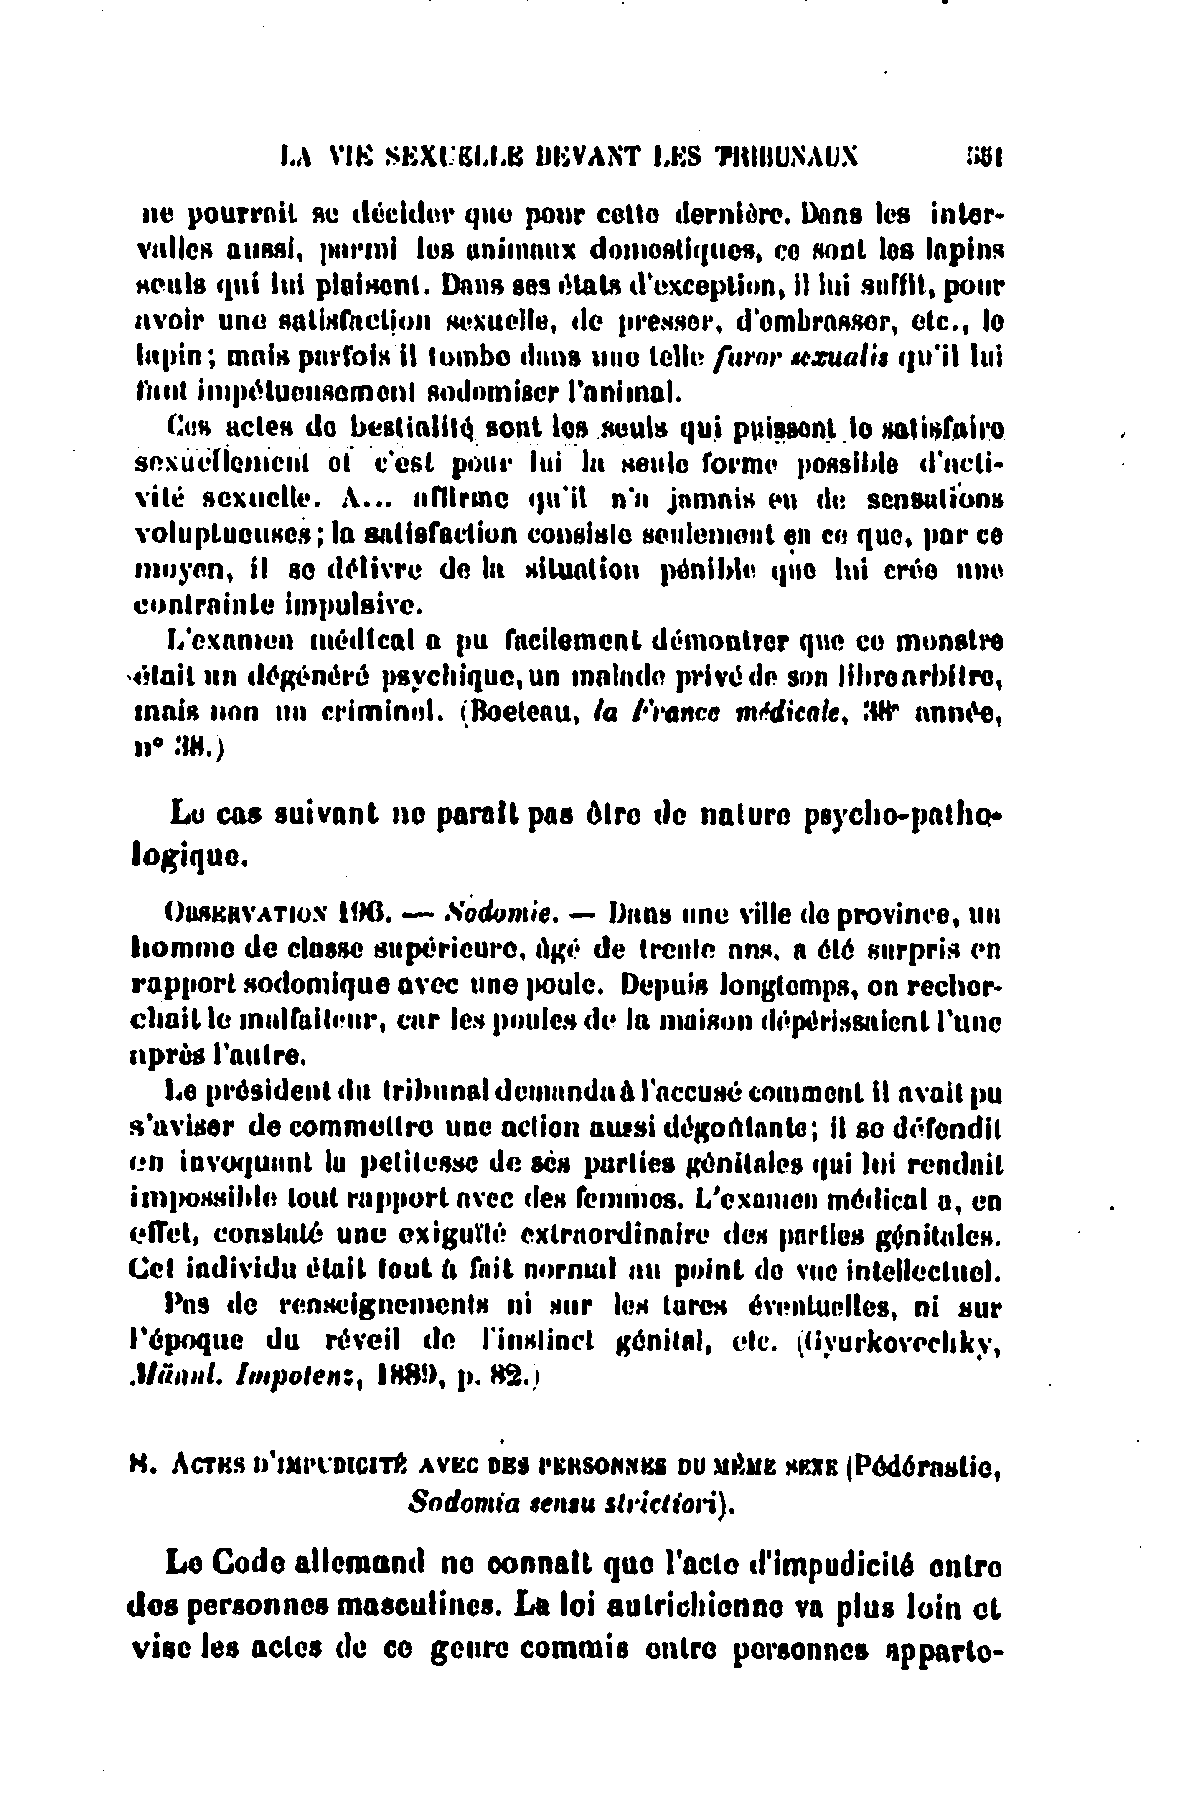 LA VIE SEXUELLE DEVANT LES TRIBUNAUX 551
ne pourrait se décider que pour cette dernière. Dans les inter-
valles aussi, parmi les animaux domestiques, ce sont les lapins
seuls qui lui plaisent. Dans ses états d'exception, il lui suffit, pour
avoir une satisfaction sexuelle, de presser, d'embrasser, etc., le
lapin; mais parfois il tombe dans une telle furor sexualis qu'il lui
faut impétueusement sodomiser l'animal.
Ces actes de bestialité sont les seuls qui puissent le satisfaire
sexuellement et c'est pour lui la seule forme possible d'acti-
vité sexuelle. A... affirme qu'il n'a jamais eu de sensations
voluptueuses; la satisfaction consiste seulement en ce que, par ce
moyen, il se délivre de la situation pénible que lui crée une
contrainte impulsive.
L'examen médical a pu facilement démontrer que ce monstre
était un dégénéré psychique, un malade privé de son libre arbitre,
mais non un criminel. (Boeteau, la France médicale, 38e année,
n° 38.)
Le cas suivant ne paraît pas être de nature psycho-patho-
logique.
OBSERVATION 196. — Sodomie. — Dans une ville de province, un
homme de classe supérieure, âgé de trente ans, a été surpris en
rapport sodomique avec une poule. Depuis longtemps, on recher-
chait le malfaiteur, car les poules de la maison dépérissaient l'une
après l'autre.
Le président du tribunal demanda à l'accusé comment il avait pu
s'aviser de commettre une action aussi dégoûtante; il se défendit
en invoquant la petitesse de ses parties génitales qui lui rendait
impossible tout rapport avec des femmes. L'examen médical a, en
effet, constaté une exiguïté extraordinaire des parties génitales.
Cet individu était tout à fait normal au point de vue intellectuel.
Pas de renseignements ni sur les tares éventuelles, ni sur
l'époque du réveil de l'instinct génital, etc. (Gyurkovechky,
Männl. Impotenz, 1889, p. 82.)
8. ACTES D'IMPUDICITÉ AVEC DES PERSONNES DU MÊME SEXE (Pédérastie,
Sodomia sensu strictiori).
Le Code allemand ne connaît que l'acte d'impudicité entre
des personnes masculines. La loi autrichienne va plus loin et
vise les actes de ce genre commis entre personnes apparte-